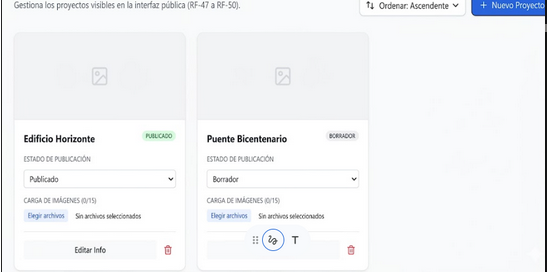 Gestiona los proyectos visibles en la interfaz pública (RF-47 a RF-50).
Ordenar: Ascendente
+ Nuevo Proyecto
Edificio Horizonte
PUBLICADO
ESTADO DE PUBLICACIÓN
Publicado
CARGA DE IMÁGENES (0/15)
Elegir archivos Sin archivos seleccionados
Editar Info
Puente Bicentenario
BORRADOR
ESTADO DE PUBLICACIÓN
Borrador
CARGA DE IMÁGENES (0/15)
Elegir archivos Sin archivos seleccionados
T